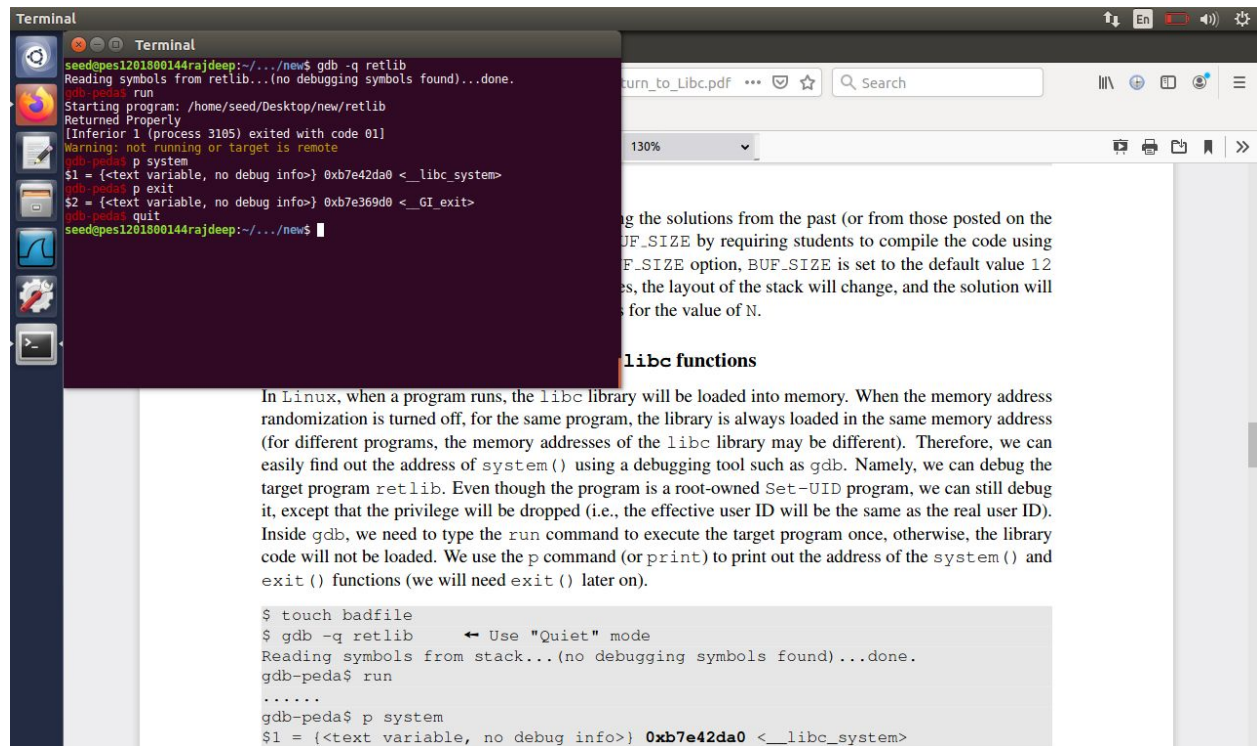 Terminal
En
Terminal
seed@pes1201800144rajdeep:~/.../new$ gdb -q retlib
Reading symbols from retlib...(no debugging symbols found)...done.
gdb-peda$ run
Starting program: /home/seed/Desktop/new/retlib
Returned Properly
[Inferior 1 (process 3105) exited with code 01]
Warning: not running or target is remote
gdb-peda$ p system
$1 = {<text variable, no debug info>} 0xb7e42da0 <__libc_system>
gdb-peda$ p exit
$2 = {<text variable, no debug info>} 0xb7e369d0 <__GI_exit>
gdb-peda$ quit
seed@pes1201800144rajdeep:~/.../new$
turn_to_Libc.pdf
Search
130%
g the solutions from the past (or from those posted on the
UF_SIZE by requiring students to compile the code using
F_SIZE option, BUF_SIZE is set to the default value 12
es, the layout of the stack will change, and the solution will
for the value of N.
libc functions
In Linux, when a program runs, the libc library will be loaded into memory. When the memory address
randomization is turned off, for the same program, the library is always loaded in the same memory address
(for different programs, the memory addresses of the libc library may be different). Therefore, we can
easily find out the address of system() using a debugging tool such as gdb. Namely, we can debug the
target program retlib. Even though the program is a root-owned Set-UID program, we can still debug
it, except that the privilege will be dropped (i.e., the effective user ID will be the same as the real user ID).
Inside gdb, we need to type the run command to execute the target program once, otherwise, the library
code will not be loaded. We use the p command (or print) to print out the address of the system() and
exit() functions (we will need exit() later on).
$ touch badfile
$ gdb -q retlib ← Use "Quiet" mode
Reading symbols from stack...(no debugging symbols found)...done.
gdb-peda$ run
......
gdb-peda$ p system
$1 = {<text variable, no debug info>} 0xb7e42da0 <__libc_system>